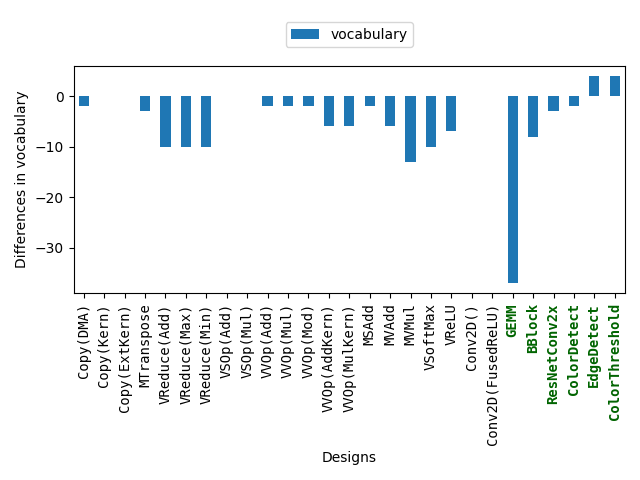 vocabulary
Differences in vocabulary
0
−10
−20
−30
Copy(DMA)
Copy(Kern)
Copy(ExtKern)
MTranspose
VReduce(Add)
VReduce(Max)
VReduce(Min)
VSOp(Add)
VSOp(Mul)
VVOp(Add)
VVOp(Mul)
VVOp(Mod)
VVOp(AddKern)
VVOp(MulKern)
MSAdd
MVAdd
MVMul
VSoftMax
VReLU
Conv2D()
Conv2D(FusedReLU)
GEMM
BBlock
ResNetConv2x
ColorDetect
EdgeDetect
ColorThreshold
Designs